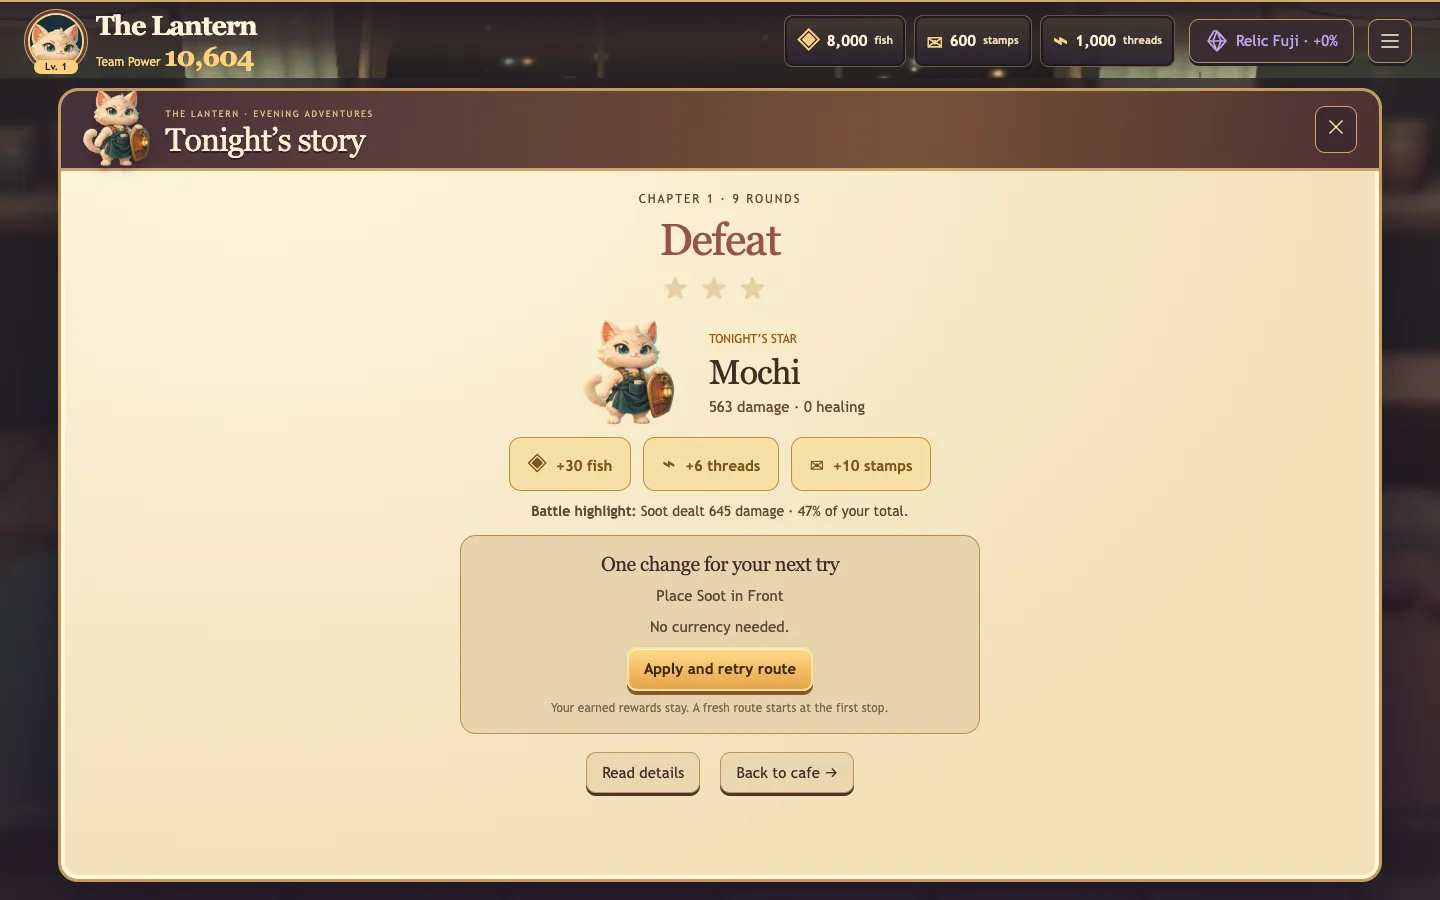 The Lantern
Lv. 1
Team Power 10,604
8,000 fish
600 stamps
1,000 threads
Relic Fuji · +0%
THE LANTERN · EVENING ADVENTURES
Tonight’s story
CHAPTER 1 · 9 ROUNDS
Defeat
TONIGHT’S STAR
Mochi
563 damage · 0 healing
+30 fish
+6 threads
+10 stamps
Battle highlight: Soot dealt 645 damage · 47% of your total.
One change for your next try
Place Soot in Front
No currency needed.
Apply and retry route
Your earned rewards stay. A fresh route starts at the first stop.
Read details
Back to cafe →